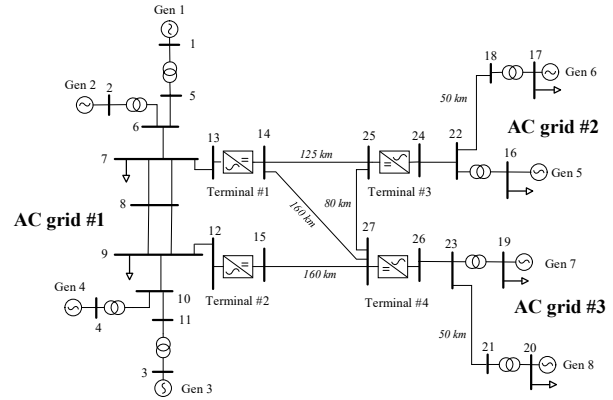 Gen 1
1
18
17
Gen 2
2
Gen 6
5
50 km
6
13
14
25
24
22
AC grid #2
7
125 km
16
Terminal #1
Terminal #3
Gen 5
8
160 km
80 km
AC grid #1
12
15
27
26
23
19
9
160 km
Gen 7
Terminal #2
Terminal #4
Gen 4
10
AC grid #3
4
11
50 km
21
20
3
Gen 8
Gen 3